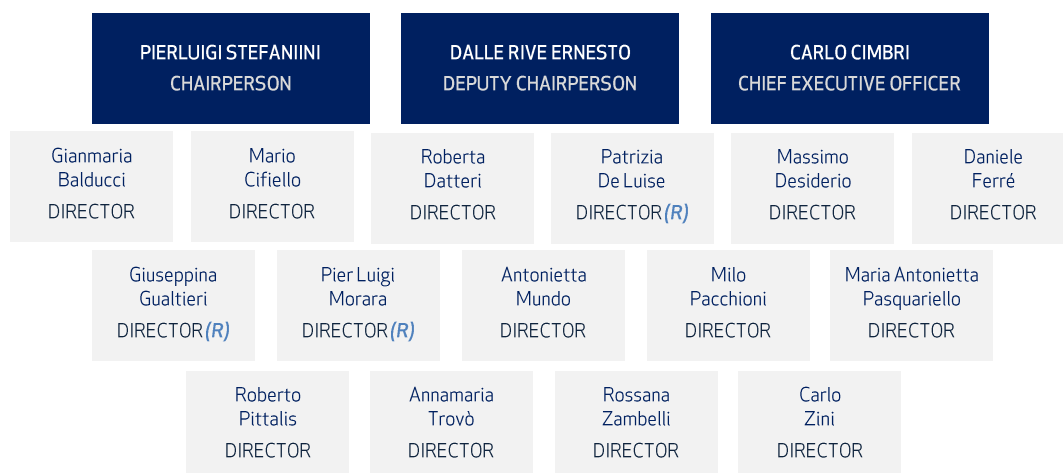 PIERLUIGI STEFANIINI
CHAIRPERSON
DALLE RIVE ERNESTO
DEPUTY CHAIRPERSON
CARLO CIMBRI
CHIEF EXECUTIVE OFFICER
Gianmaria
Balducci
DIRECTOR
Mario
Cifiello
DIRECTOR
Roberta
Datteri
DIRECTOR
Patrizia
De Luise
DIRECTOR (R)
Massimo
Desiderio
DIRECTOR
Daniele
Ferré
DIRECTOR
Giuseppina
Gualtieri
DIRECTOR (R)
Pier Luigi
Morara
DIRECTOR (R)
Antonietta
Mundo
DIRECTOR
Milo
Pacchioni
DIRECTOR
Maria Antonietta
Pasquariello
DIRECTOR
Roberto
Pittalis
DIRECTOR
Annamaria
Trovò
DIRECTOR
Rossana
Zambelli
DIRECTOR
Carlo
Zini
DIRECTOR